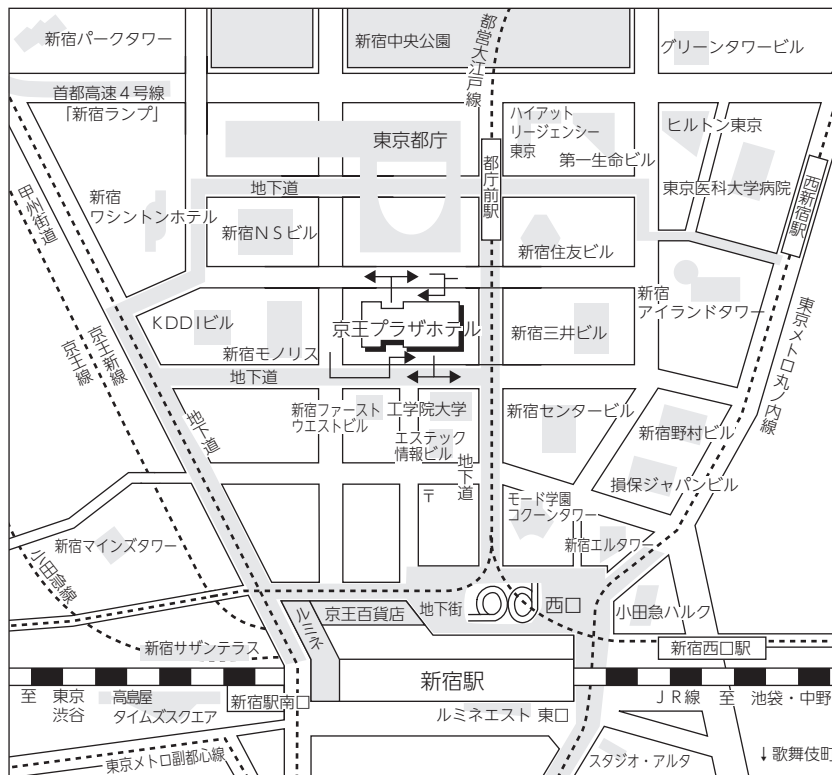 新宿パークタワー
新宿中央公園
都営大江戸線
グリーンタワービル
首都高速4号線
「新宿ランプ」
東京都庁
ハイアット
リージェンシー
東京
ヒルトン東京
第一生命ビル
都庁前駅
西新宿駅
地下道
東京医科大学病院
新宿
ワシントンホテル
甲州街道
新宿NSビル
新宿住友ビル
新宿
アイランドタワー
KDDIビル
京王プラザホテル
新宿三井ビル
東京メトロ丸ノ内線
京王新線
京王線
新宿モノリス
地下道
新宿ファースト
ウエストビル
工学院大学
新宿センタービル
新宿野村ビル
エステック
情報ビル
地下道
地下道
損保ジャパンビル
〒
モード学園
コクーンタワー
新宿マインズタワー
新宿エルタワー
小田急線
ルミネ
京王百貨店
地下街
西口
小田急ハルク
新宿サザンテラス
新宿西口駅
新宿駅
至 東京
渋谷
高島屋
タイムズスクエア
新宿駅南口
ルミネエスト 東口
JR線 至 池袋・中野
東京メトロ副都心線
スタジオ・アルタ
↓歌舞伎町